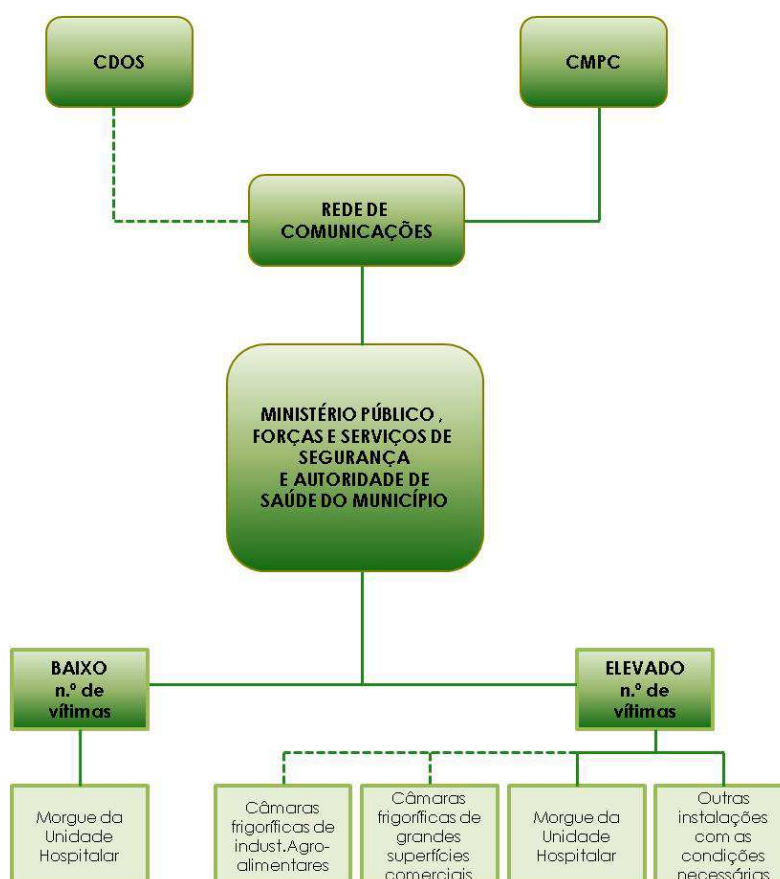 CDOS
CMPC
REDE DE
COMUNICAÇÕES
MINISTÉRIO PÚBLICO ,
FORÇAS E SERVIÇOS DE
SEGURANÇA
E AUTORIDADE DE
SAÚDE DO MUNICÍPIO
BAIXO
n.º de
vítimas
ELEVADO
n.º de
vítimas
Morgue da
Unidade
Hospitalar
Câmaras
frigoríficas de
indust.Agro-
alimentares
Câmaras
frigoríficas de
grandes
superfícies
comerciais
Morgue da
Unidade
Hospitalar
Outras
instalações
com as
condições
necessárias